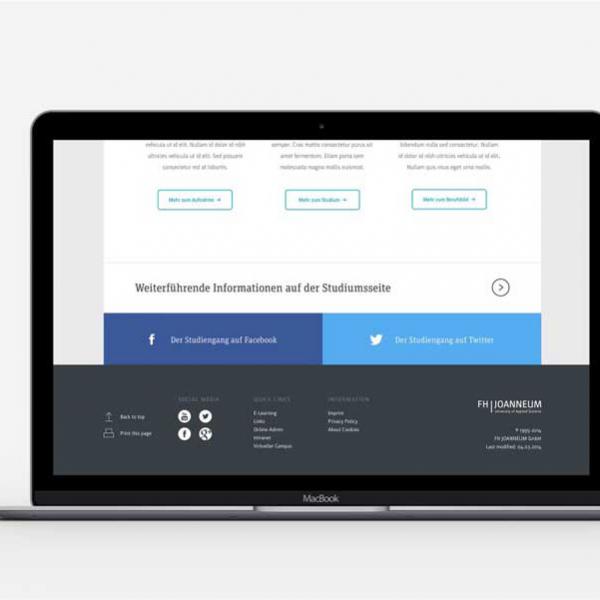 vehicula ut id elit. Nullam id dolor id nibh
ultricies vehicula ut id elit. Sed posuere
consectetur red at lobortis.
semper. Cras mattis consectetur purus sit
amet fermentum. Etiam porta sem
malesuada magna mollis euismod.
bibendum nulla sed consectetur. Nullam
id dolor id nibh ultricies vehicula ut id elit.
Nullam quis risus eget urna mollis.
Mehr zum Aufnahme →
Mehr zum Studium →
Mehr zum Berufsbild →
Weiterführende Informationen auf der Studiumsseite
Der Studiengang auf Facebook
Der Studiengang auf Twitter
Back to top
Print this page
SOCIAL MEDIA
QUICK LINKS
E-Learning
Links
Online Admin
Intranet
Virtueller Campus
INFORMATION
Imprint
Privacy Policy
About Cookies
FH | JOANNEUM
University of Applied Sciences
© 1995-2014
FH JOANNEUM GmbH
Last modified: 04.03.2014
MacBook